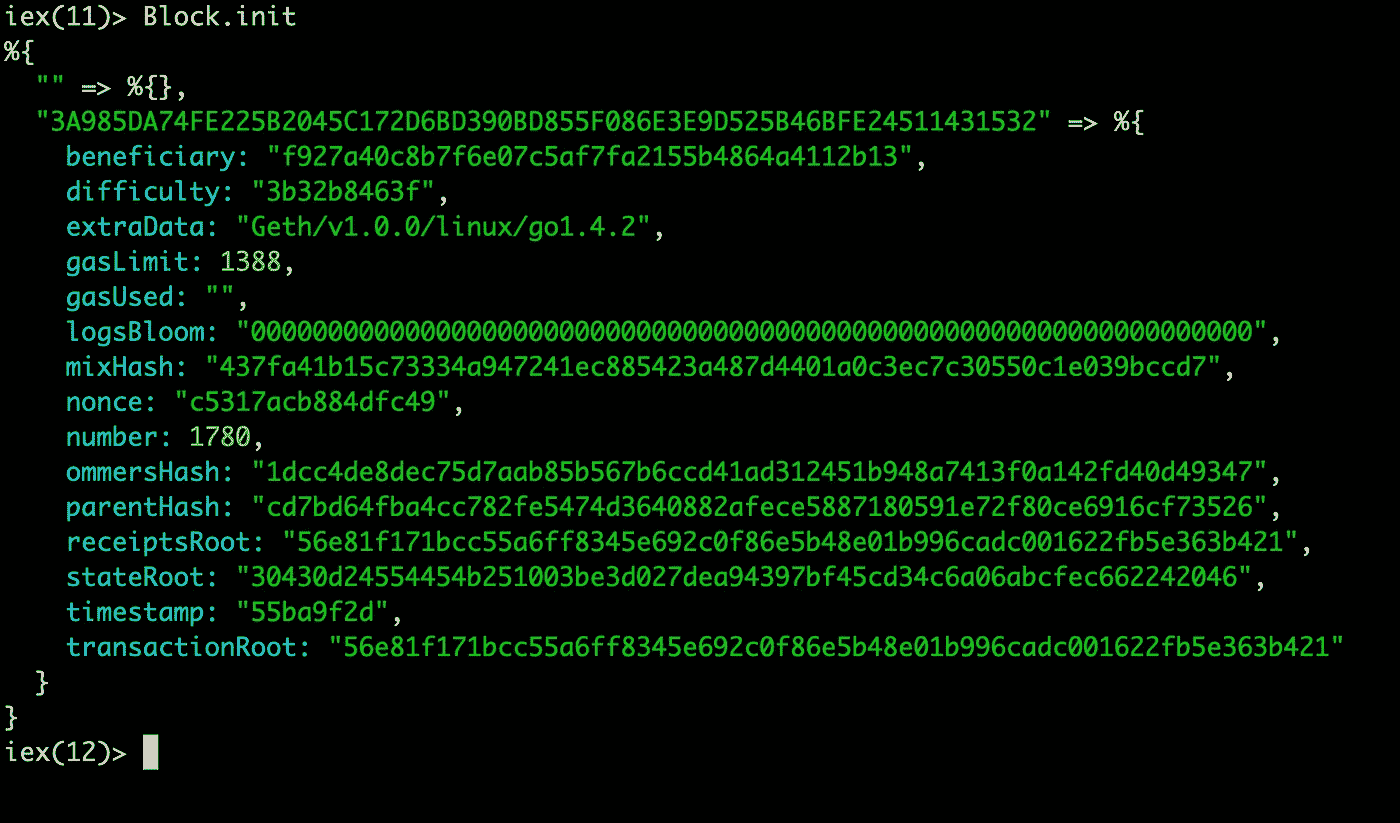 iex(11)> Block.init
%{
  "" => %{},
  "3A985DA74FE225B2045C172D6BD390BD855F086E3E9D525B46BFE24511431532" => %{
    beneficiary: "f927a40c8b7f6e07c5af7fa2155b4864a4112b13",
    difficulty: "3b32b8463f",
    extraData: "Geth/v1.0.0/linux/go1.4.2",
    gasLimit: 1388,
    gasUsed: "",
    logsBloom: "0000000000000000000000000000000000000000000000000000000000000000",
    mixHash: "437fa41b15c73334a947241ec885423a487d4401a0c3ec7c30550c1e039bccd7",
    nonce: "c5317acb884dfc49",
    number: 1780,
    ommersHash: "1dcc4de8dec75d7aab85b567b6ccd41ad312451b948a7413f0a142fd40d49347",
    parentHash: "cd7bd64fba4cc782fe5474d3640882afece5887180591e72f80ce6916cf73526",
    receiptsRoot: "56e81f171bcc55a6ff8345e692c0f86e5b48e01b996cadc001622fb5e363b421",
    stateRoot: "30430d24554454b251003be3d027dea94397bf45cd34c6a06abcfec662242046",
    timestamp: "55ba9f2d",
    transactionRoot: "56e81f171bcc55a6ff8345e692c0f86e5b48e01b996cadc001622fb5e363b421"
  }
}
iex(12)>